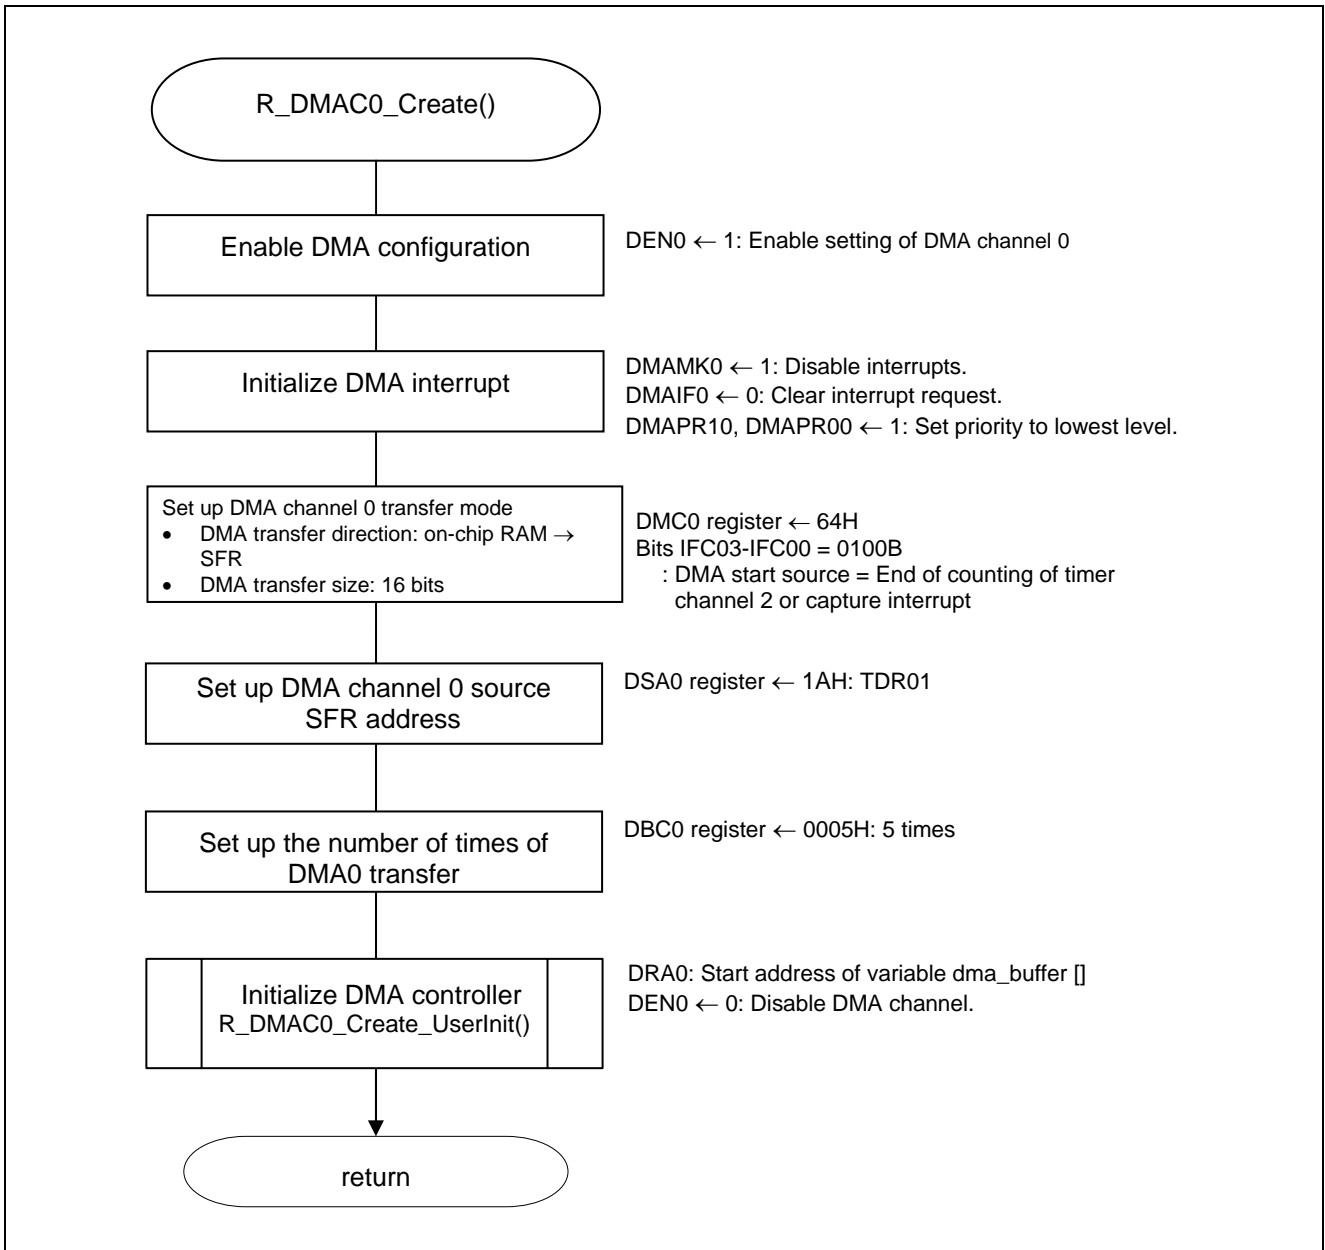 R_DMAC0_Create()
Enable DMA configuration
DEN0 ← 1: Enable setting of DMA channel 0
Initialize DMA interrupt
DMAMK0 ← 1: Disable interrupts.
DMAIF0 ← 0: Clear interrupt request.
DMAPR10, DMAPR00 ← 1: Set priority to lowest level.
Set up DMA channel 0 transfer mode
• DMA transfer direction: on-chip RAM →
SFR
• DMA transfer size: 16 bits
DMC0 register ← 64H
Bits IFC03-IFC00 = 0100B
: DMA start source = End of counting of timer
channel 2 or capture interrupt
Set up DMA channel 0 source
SFR address
DSA0 register ← 1AH: TDR01
Set up the number of times of
DMA0 transfer
DBC0 register ← 0005H: 5 times
Initialize DMA controller
R_DMAC0_Create_UserInit()
DRA0: Start address of variable dma_buffer []
DEN0 ← 0: Disable DMA channel.
return